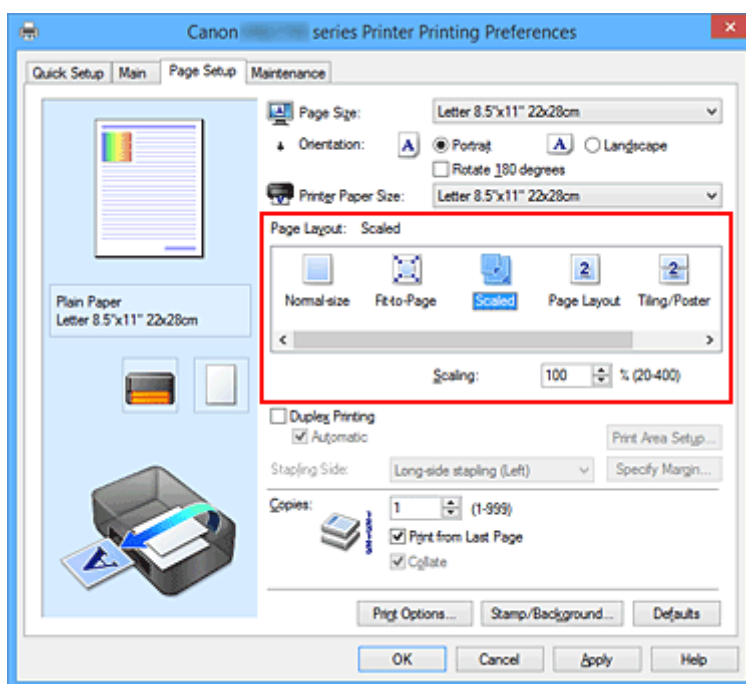 Canon series Printer Printing Preferences
Quick Setup Main Page Setup Maintenance
Page Size: Letter 8.5"x11" 22x28cm
Orientation: A Portrait A Landscape
Rotate 180 degrees
Printer Paper Size: Letter 8.5"x11" 22x28cm
Page Layout: Scaled
Normal-size Fit-to-Page Scaled Page Layout Tiling/Poster
Scaling: 100 % (20-400)
Plain Paper
Letter 8.5"x11" 22x28cm
Duplex Printing
Automatic
Print Area Setup...
Stapling Side: Long-side stapling (Left) Specify Margin...
Copies: 1 (1-999)
Print from Last Page
Collate
Print Options... Stamp/Background... Defaults
OK Cancel Apply Help